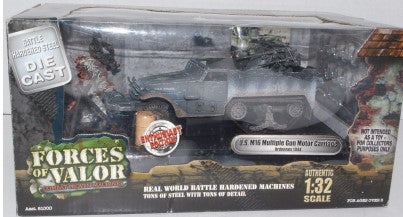 BATTLE
HARDENED STEEL
DIE
CAST
FORCES
OF VALOR
U.S. M16 Multiple Gun Motor Carriage
Ardennes 1944
REAL WORLD BATTLE HARDENED MACHINES
TONS OF STEEL WITH TONS OF DETAIL
AUTHENTIC
1:32
SCALE
NOT INTENDED
AS A TOY -
FOR COLLECTORS
PURPOSES
ONLY